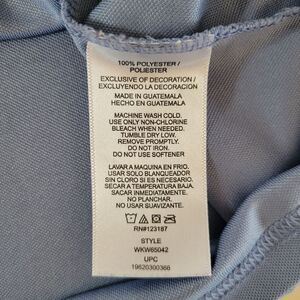 100% POLYESTER /
POLIESTER
EXCLUSIVE OF DECORATION /
EXCLUYENDO LA DECORACION
MADE IN GUATEMALA
HECHO EN GUATEMALA
MACHINE WASH COLD.
USE ONLY NON-CHLORINE
BLEACH WHEN NEEDED.
TUMBLE DRY LOW.
REMOVE PROMPTLY.
DO NOT IRON.
DO NOT USE SOFTENER
LAVAR A MAQUINA EN FRIO.
USAR SOLO BLANQUEADOR
SIN CLORO SI ES NECESARIO.
SECAR A TEMPERATURA BAJA.
SACAR INMEDIATAMENTE.
NO PLANCHAR.
NO USAR SUAVIZANTE.
RN#123187
STYLE
WKW65042
UPC
19620300366